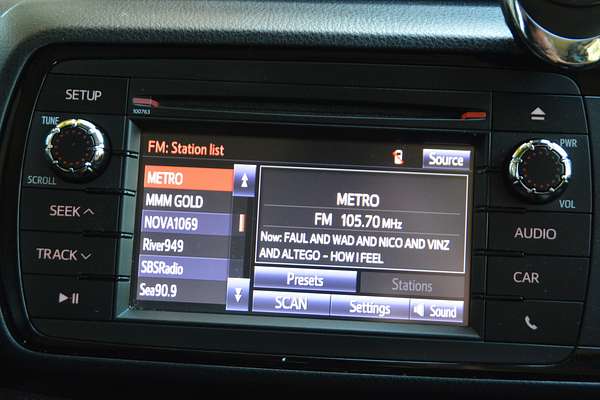 SETUP
100763
TUNE
SCROLL
SEEK
TRACK
FM: Station list
Source
METRO
MMM GOLD
NOVA1069
River949
SBSRadio
Sea90.9
METRO
FM 105.70 MHz
Now: FAUL AND WAD AND NICO AND VINZ
AND ALTEGO - HOW I FEEL
Presets
Stations
SCAN
Settings
Sound
PWR
VOL
AUDIO
CAR